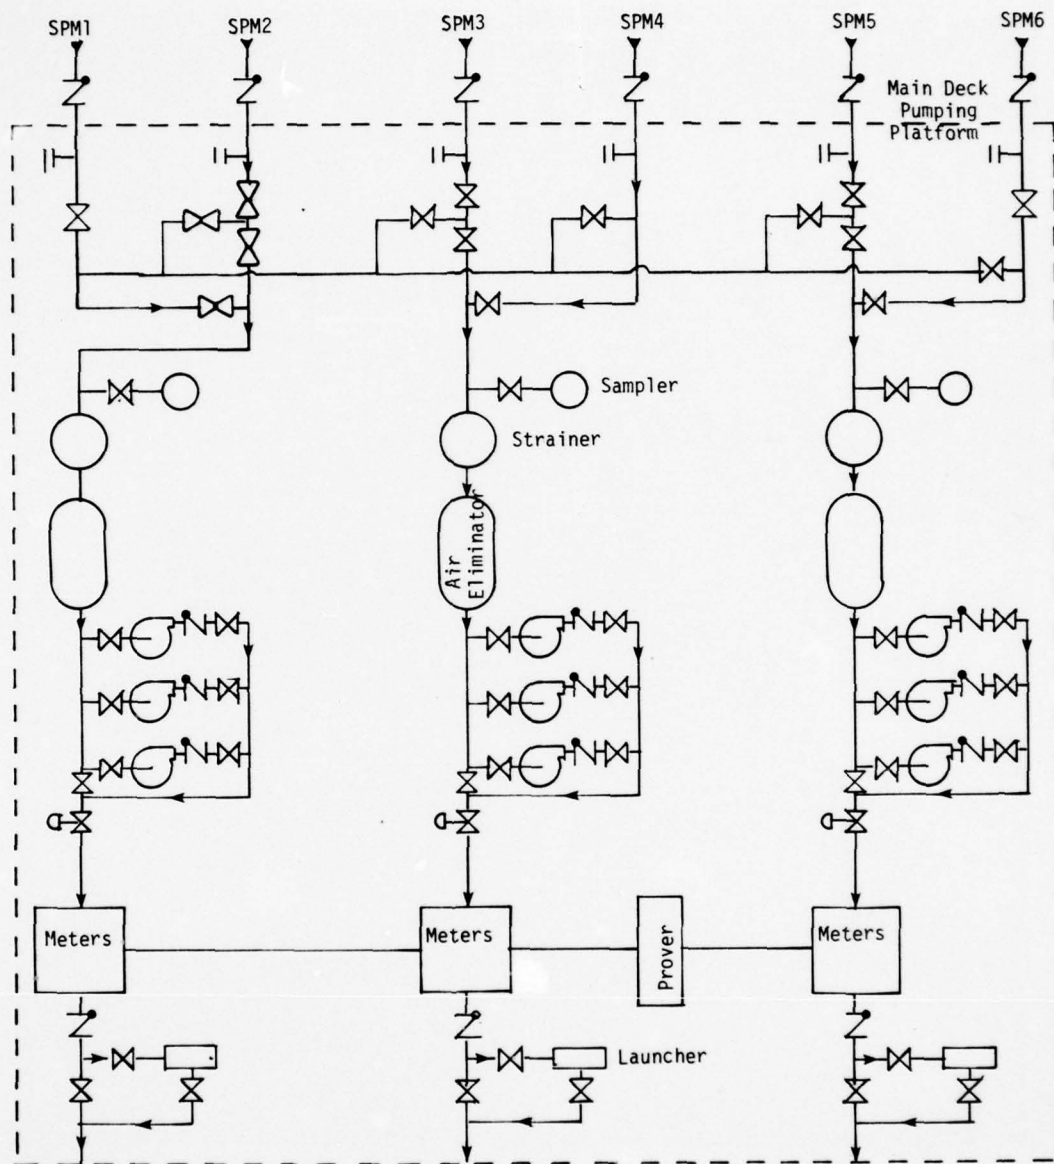 SPM1
SPM2
SPM3
SPM4
SPM5
SPM6
Main Deck
Pumping
Platform
Sampler
Strainer
Air
Eliminator
Meters
Meters
Prover
Meters
Launcher